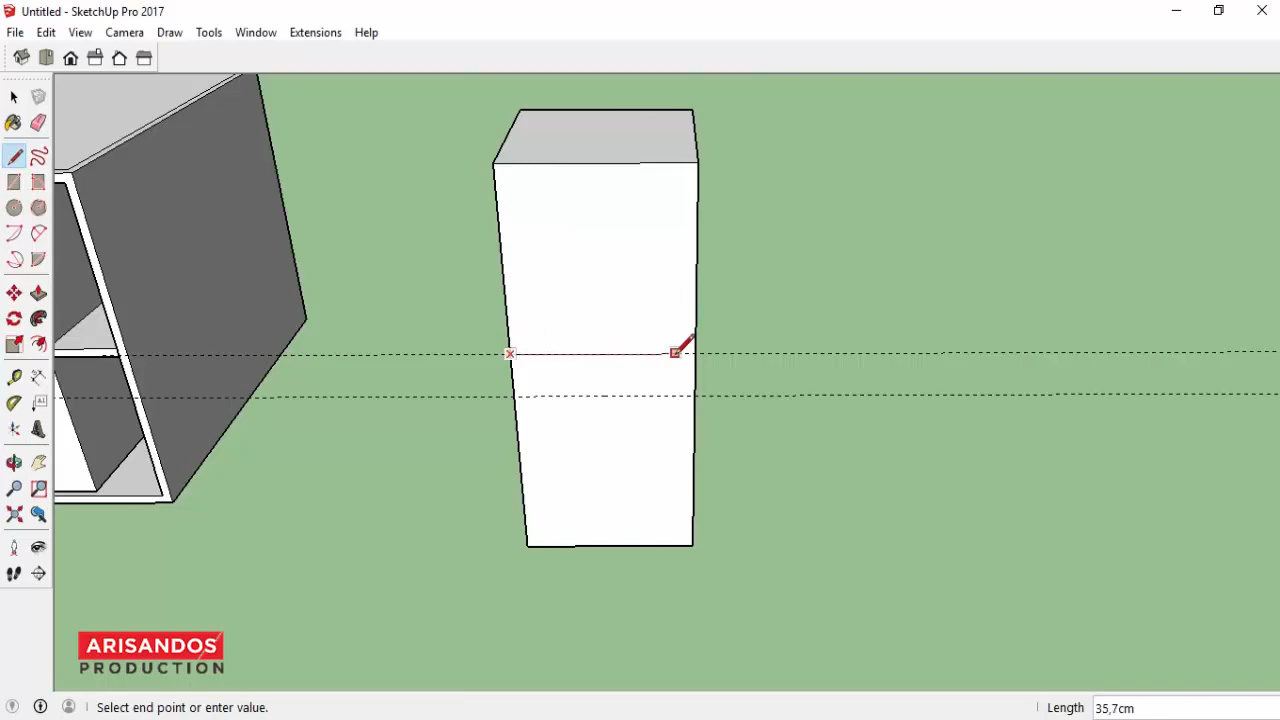 Untitled - SketchUp Pro 2017
File Edit View Camera Draw Tools Window Extensions Help
ARISANDOS
PRODUCTION
Select end point or enter value.
Length 35,7cm